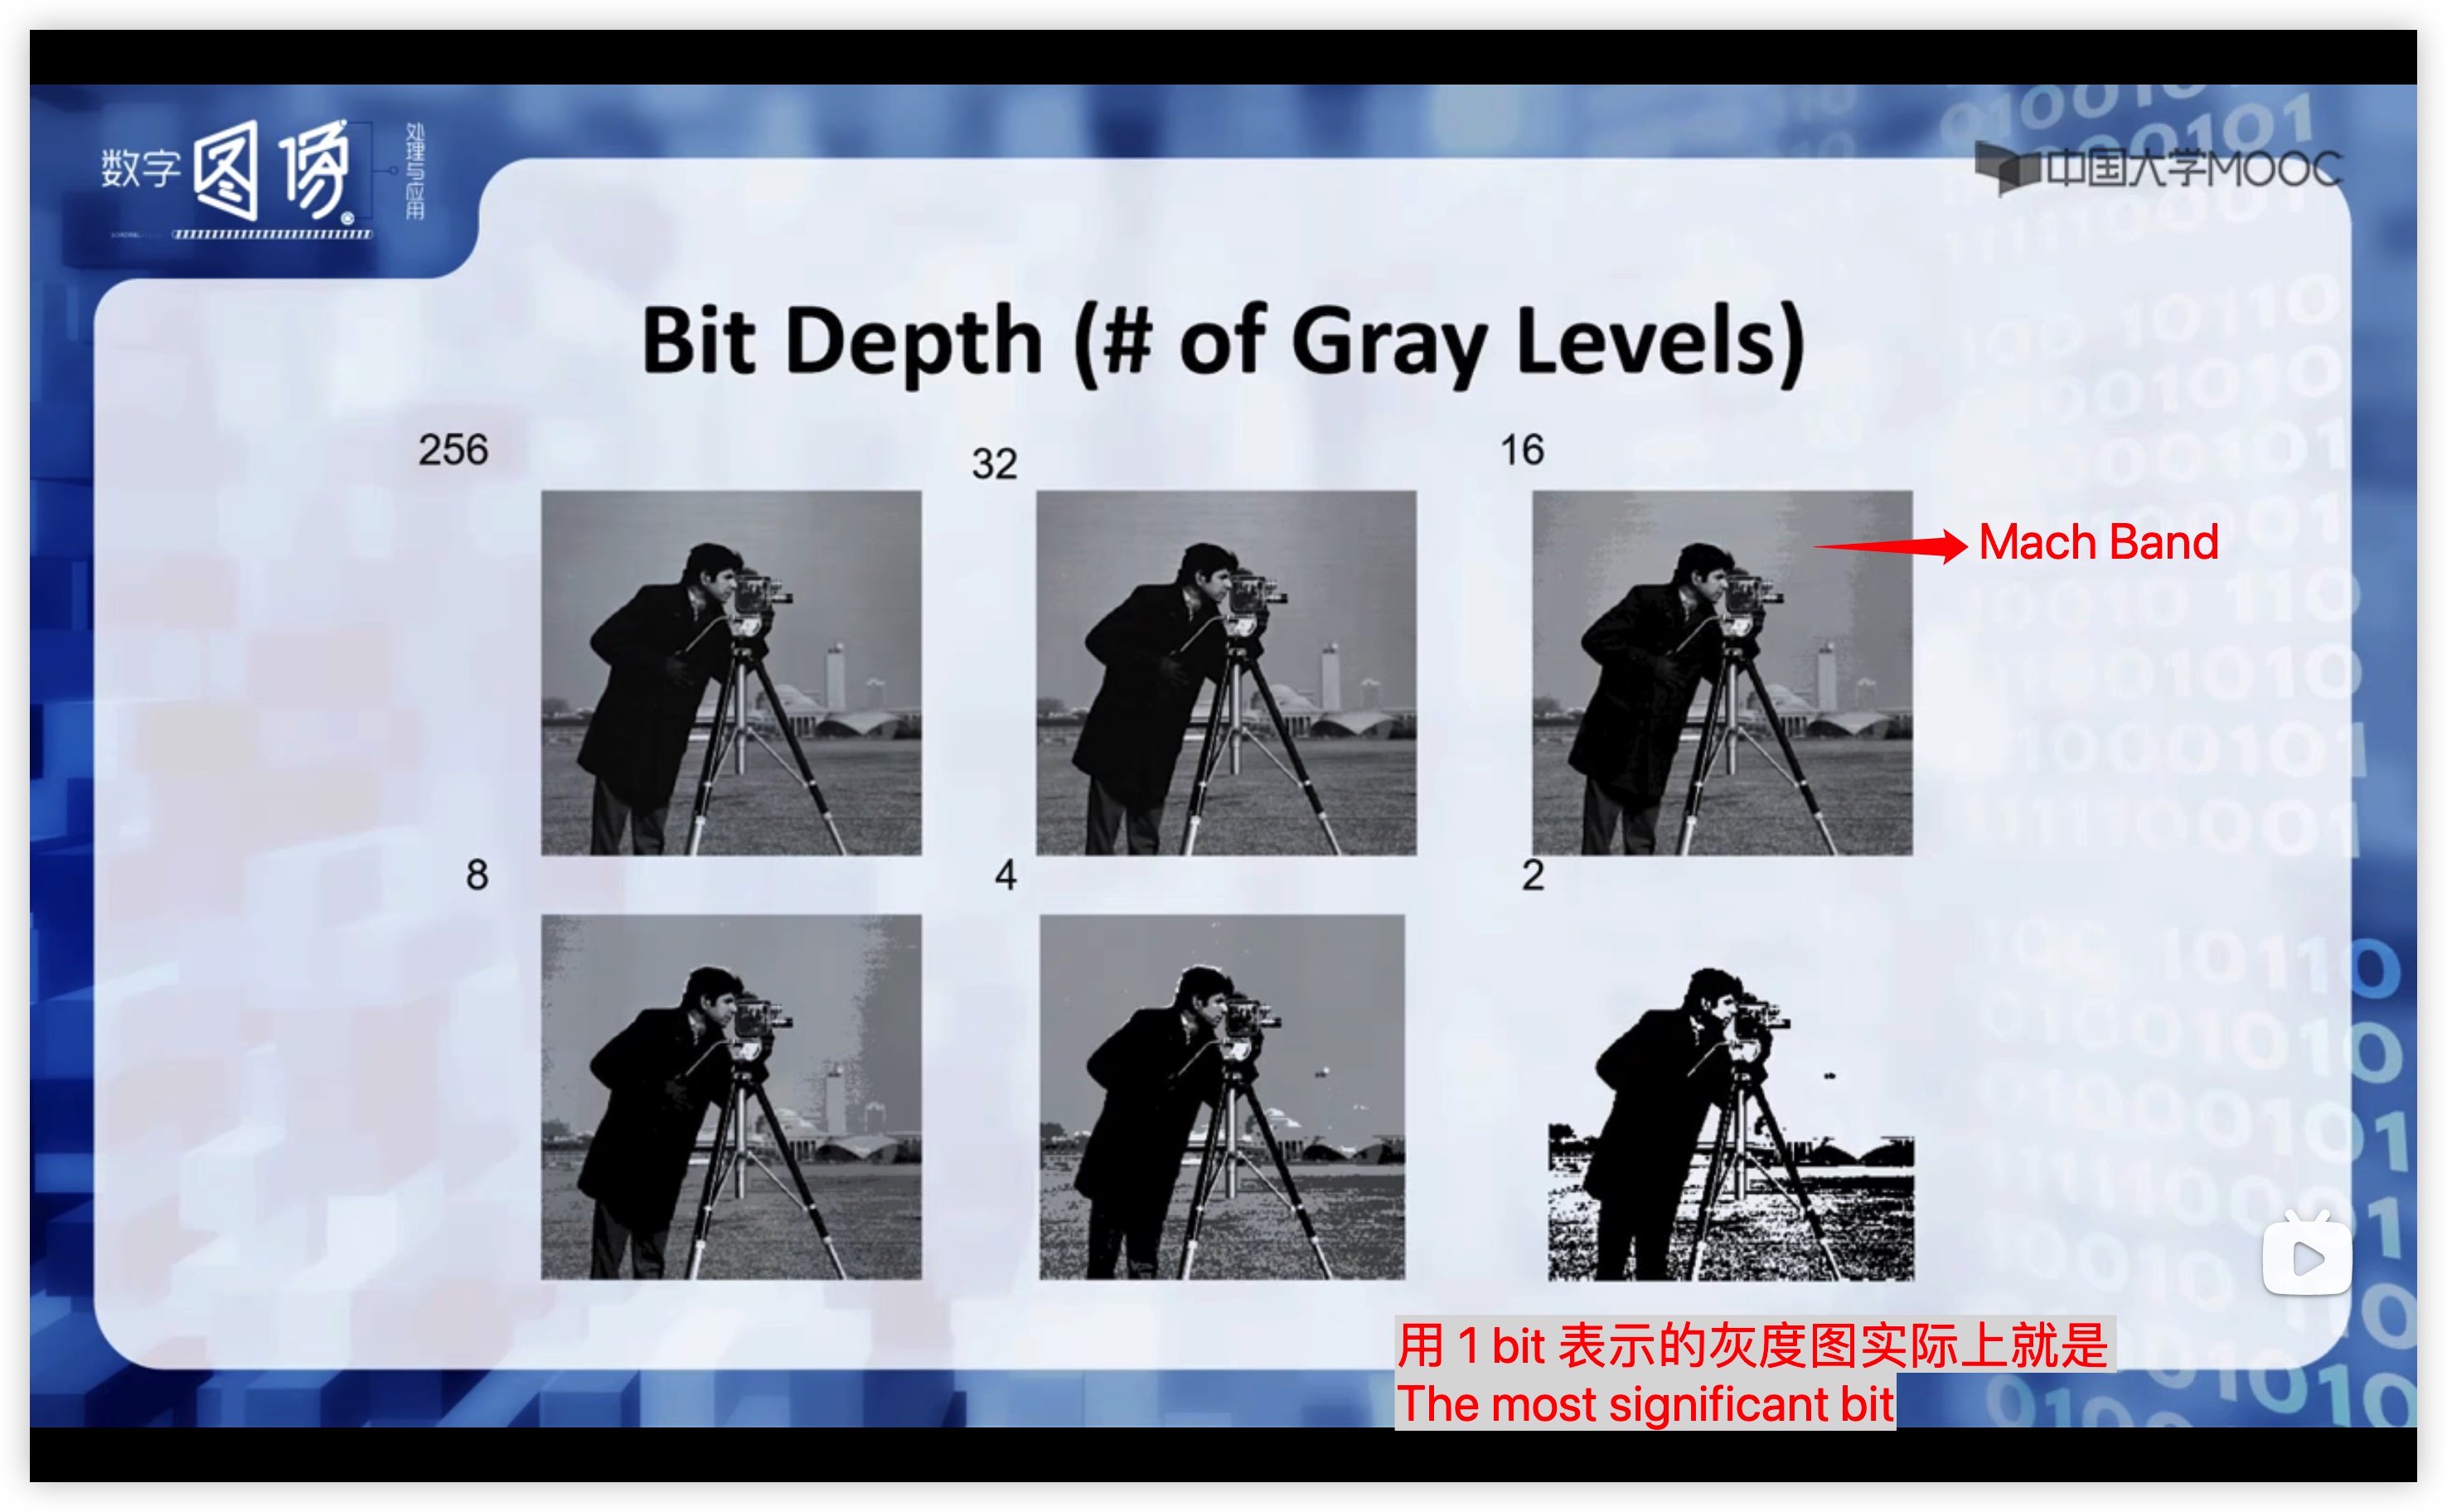 数字图像
处理与应用
中国大学MOOC
Bit Depth (# of Gray Levels)
256
32
16
Mach Band
8
4
2
用 1 bit 表示的灰度图实际上就是
The most significant bit